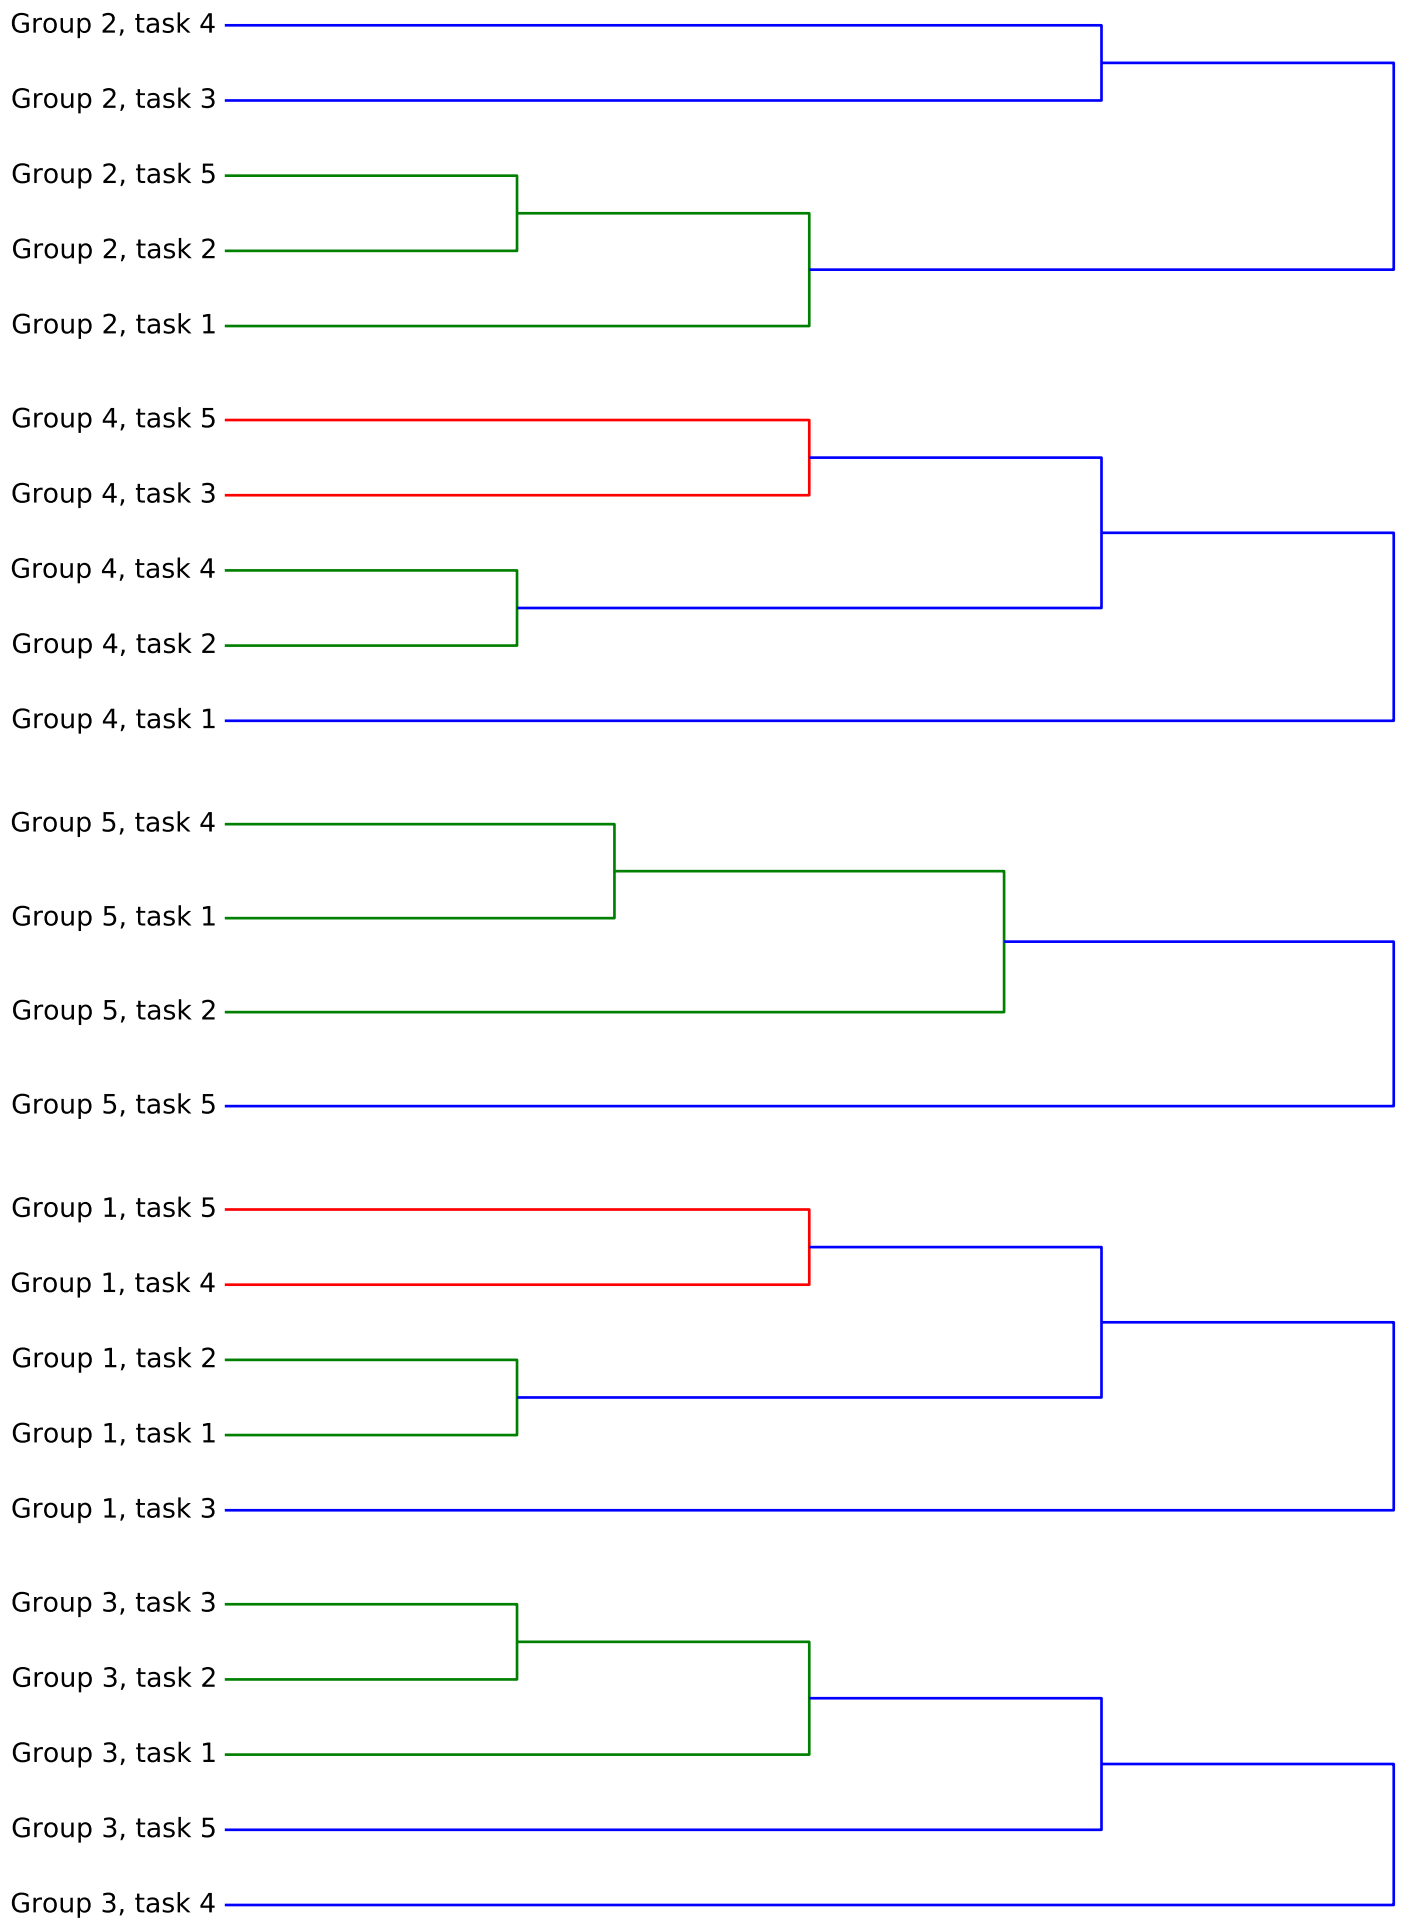 Group 2, task 4
Group 2, task 3
Group 2, task 5
Group 2, task 2
Group 2, task 1
Group 4, task 5
Group 4, task 3
Group 4, task 4
Group 4, task 2
Group 4, task 1
Group 5, task 4
Group 5, task 1
Group 5, task 2
Group 5, task 5
Group 1, task 5
Group 1, task 4
Group 1, task 2
Group 1, task 1
Group 1, task 3
Group 3, task 3
Group 3, task 2
Group 3, task 1
Group 3, task 5
Group 3, task 4